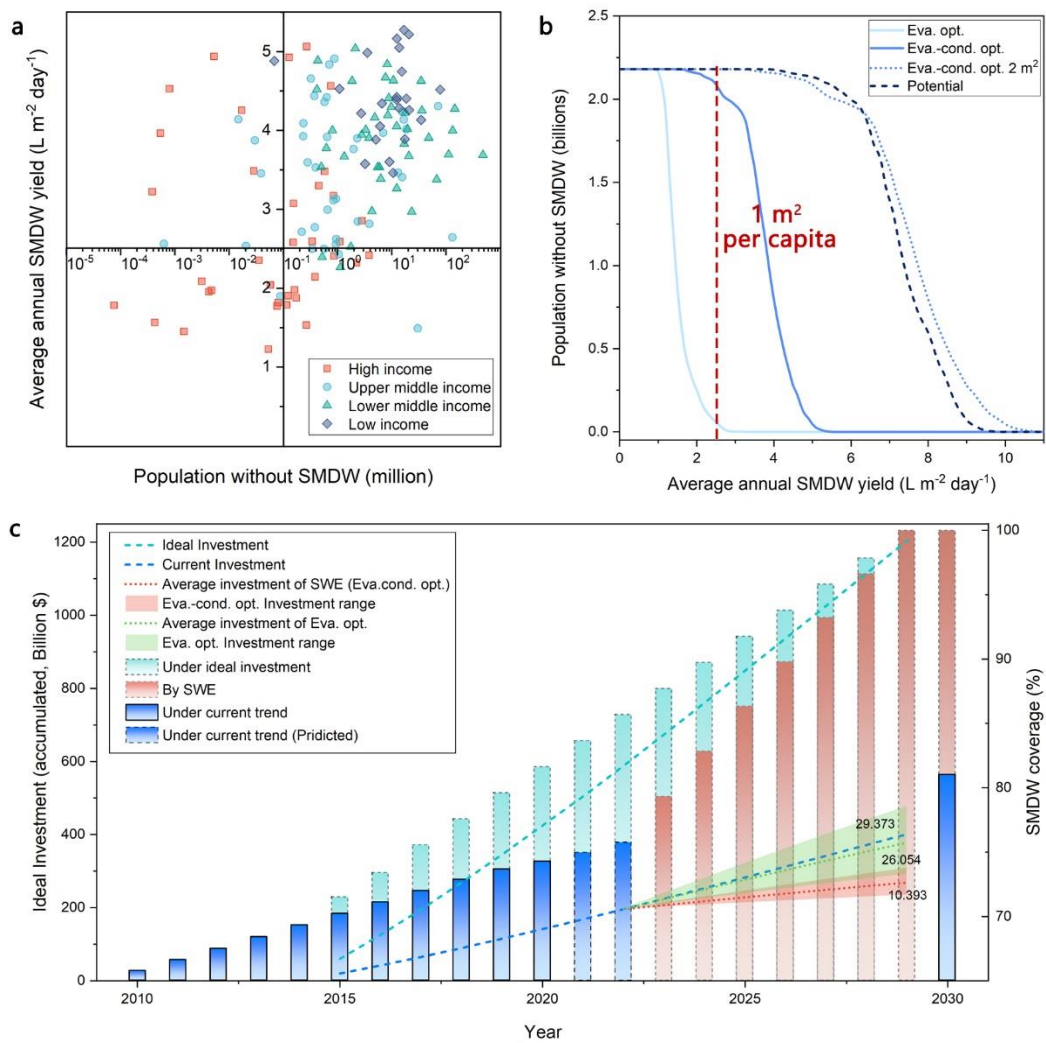 a
Average annual SMDW yield (L m⁻² day⁻¹)
5
4
3
2
1
10⁻⁵ 10⁻⁴ 10⁻³ 10⁻² 10⁻¹ 10⁰ 10¹ 10²
High income
Upper middle income
Lower middle income
Low income
Population without SMDW (million)
b
Population without SMDW (billions)
2.5
2.0
1.5
1.0
0.5
0.0
Eva. opt.
Eva.-cond. opt.
Eva.-cond. opt. 2 m²
Potential
1 m²
per capita
0 2 4 6 8 10
Average annual SMDW yield (L m⁻² day⁻¹)
c
Ideal Investment (accumulated, Billion $)
1200
1000
800
600
400
200
0
Ideal Investment
Current Investment
Average investment of SWE (Eva.cond. opt.)
Eva.-cond. opt. Investment range
Average investment of Eva. opt.
Eva. opt. Investment range
Under ideal investment
By SWE
Under current trend
Under current trend (Pridicted)
29.373
26.054
10.393
100
90
80
70
SMDW coverage (%)
2010 2015 2020 2025 2030
Year